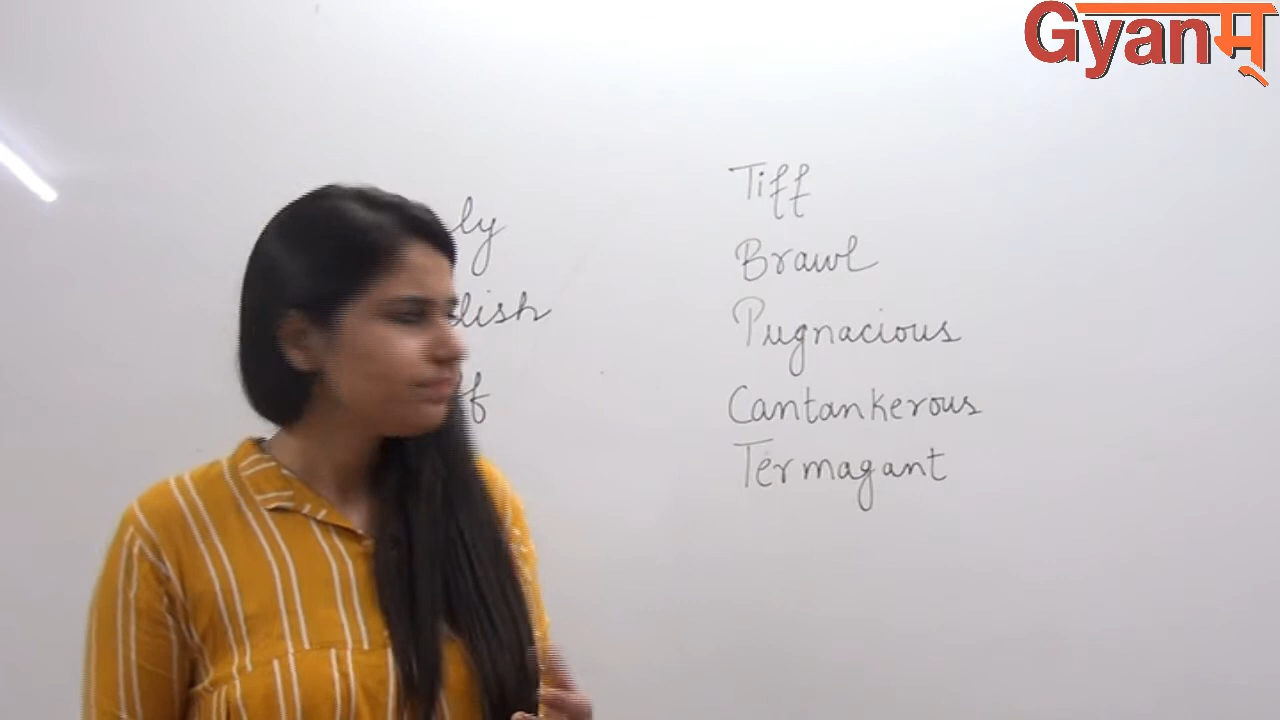 Gyanम्
Tiff
Brawl
Pugnacious
Cantankerous
Termagant